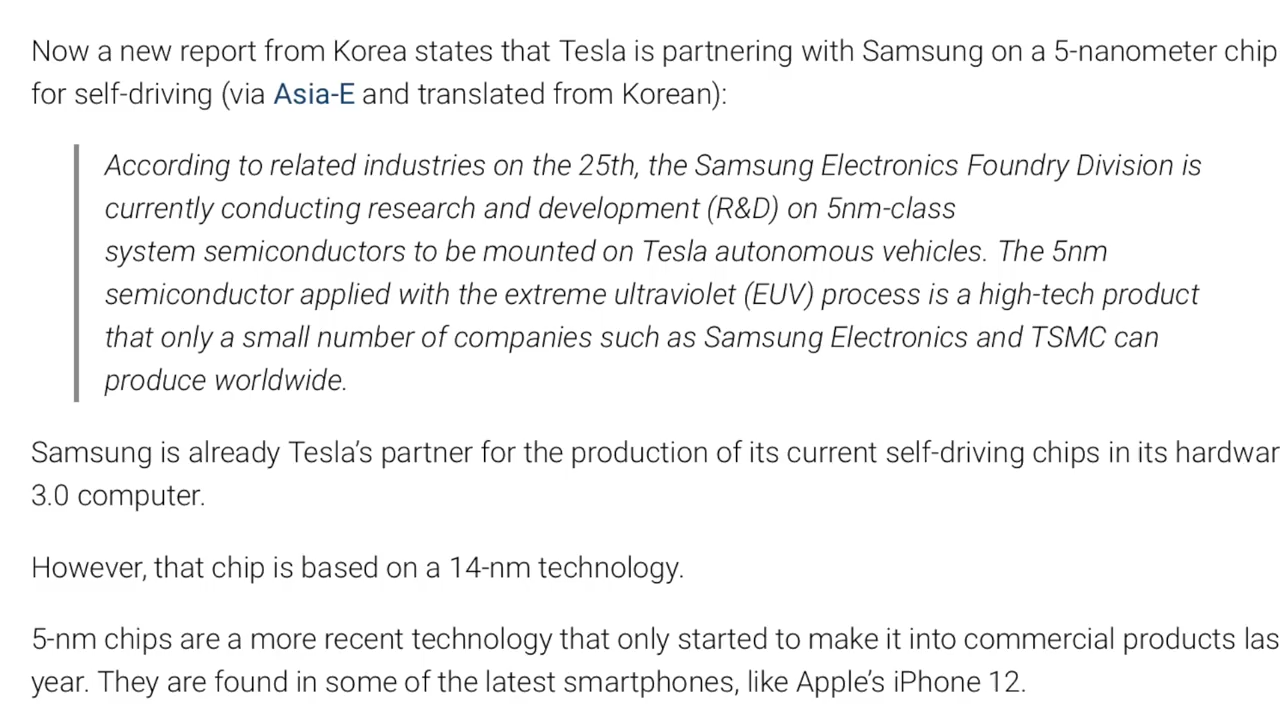 Now a new report from Korea states that Tesla is partnering with Samsung on a 5-nanometer chip
for self-driving (via Asia-E and translated from Korean):
According to related industries on the 25th, the Samsung Electronics Foundry Division is
currently conducting research and development (R&D) on 5nm-class
system semiconductors to be mounted on Tesla autonomous vehicles. The 5nm
semiconductor applied with the extreme ultraviolet (EUV) process is a high-tech product
that only a small number of companies such as Samsung Electronics and TSMC can
produce worldwide.
Samsung is already Tesla’s partner for the production of its current self-driving chips in its hardwar
3.0 computer.
However, that chip is based on a 14-nm technology.
5-nm chips are a more recent technology that only started to make it into commercial products las
year. They are found in some of the latest smartphones, like Apple’s iPhone 12.